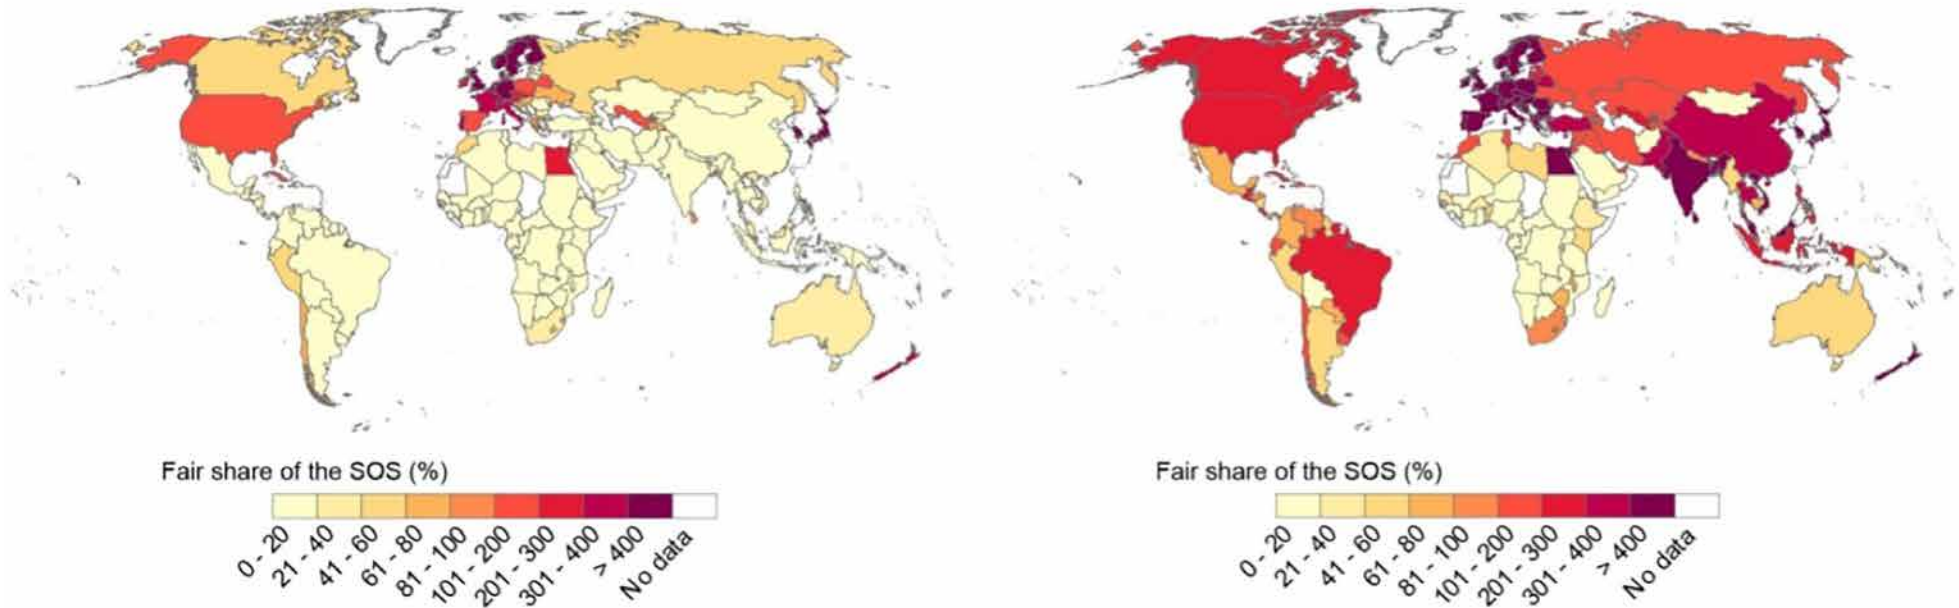 Fair share of the SOS (%)
0 - 20
21 - 40
41 - 60
61 - 80
81 - 100
101 - 200
201 - 300
301 - 400
> 400
No data
Fair share of the SOS (%)
0 - 20
21 - 40
41 - 60
61 - 80
81 - 100
101 - 200
201 - 300
301 - 400
> 400
No data